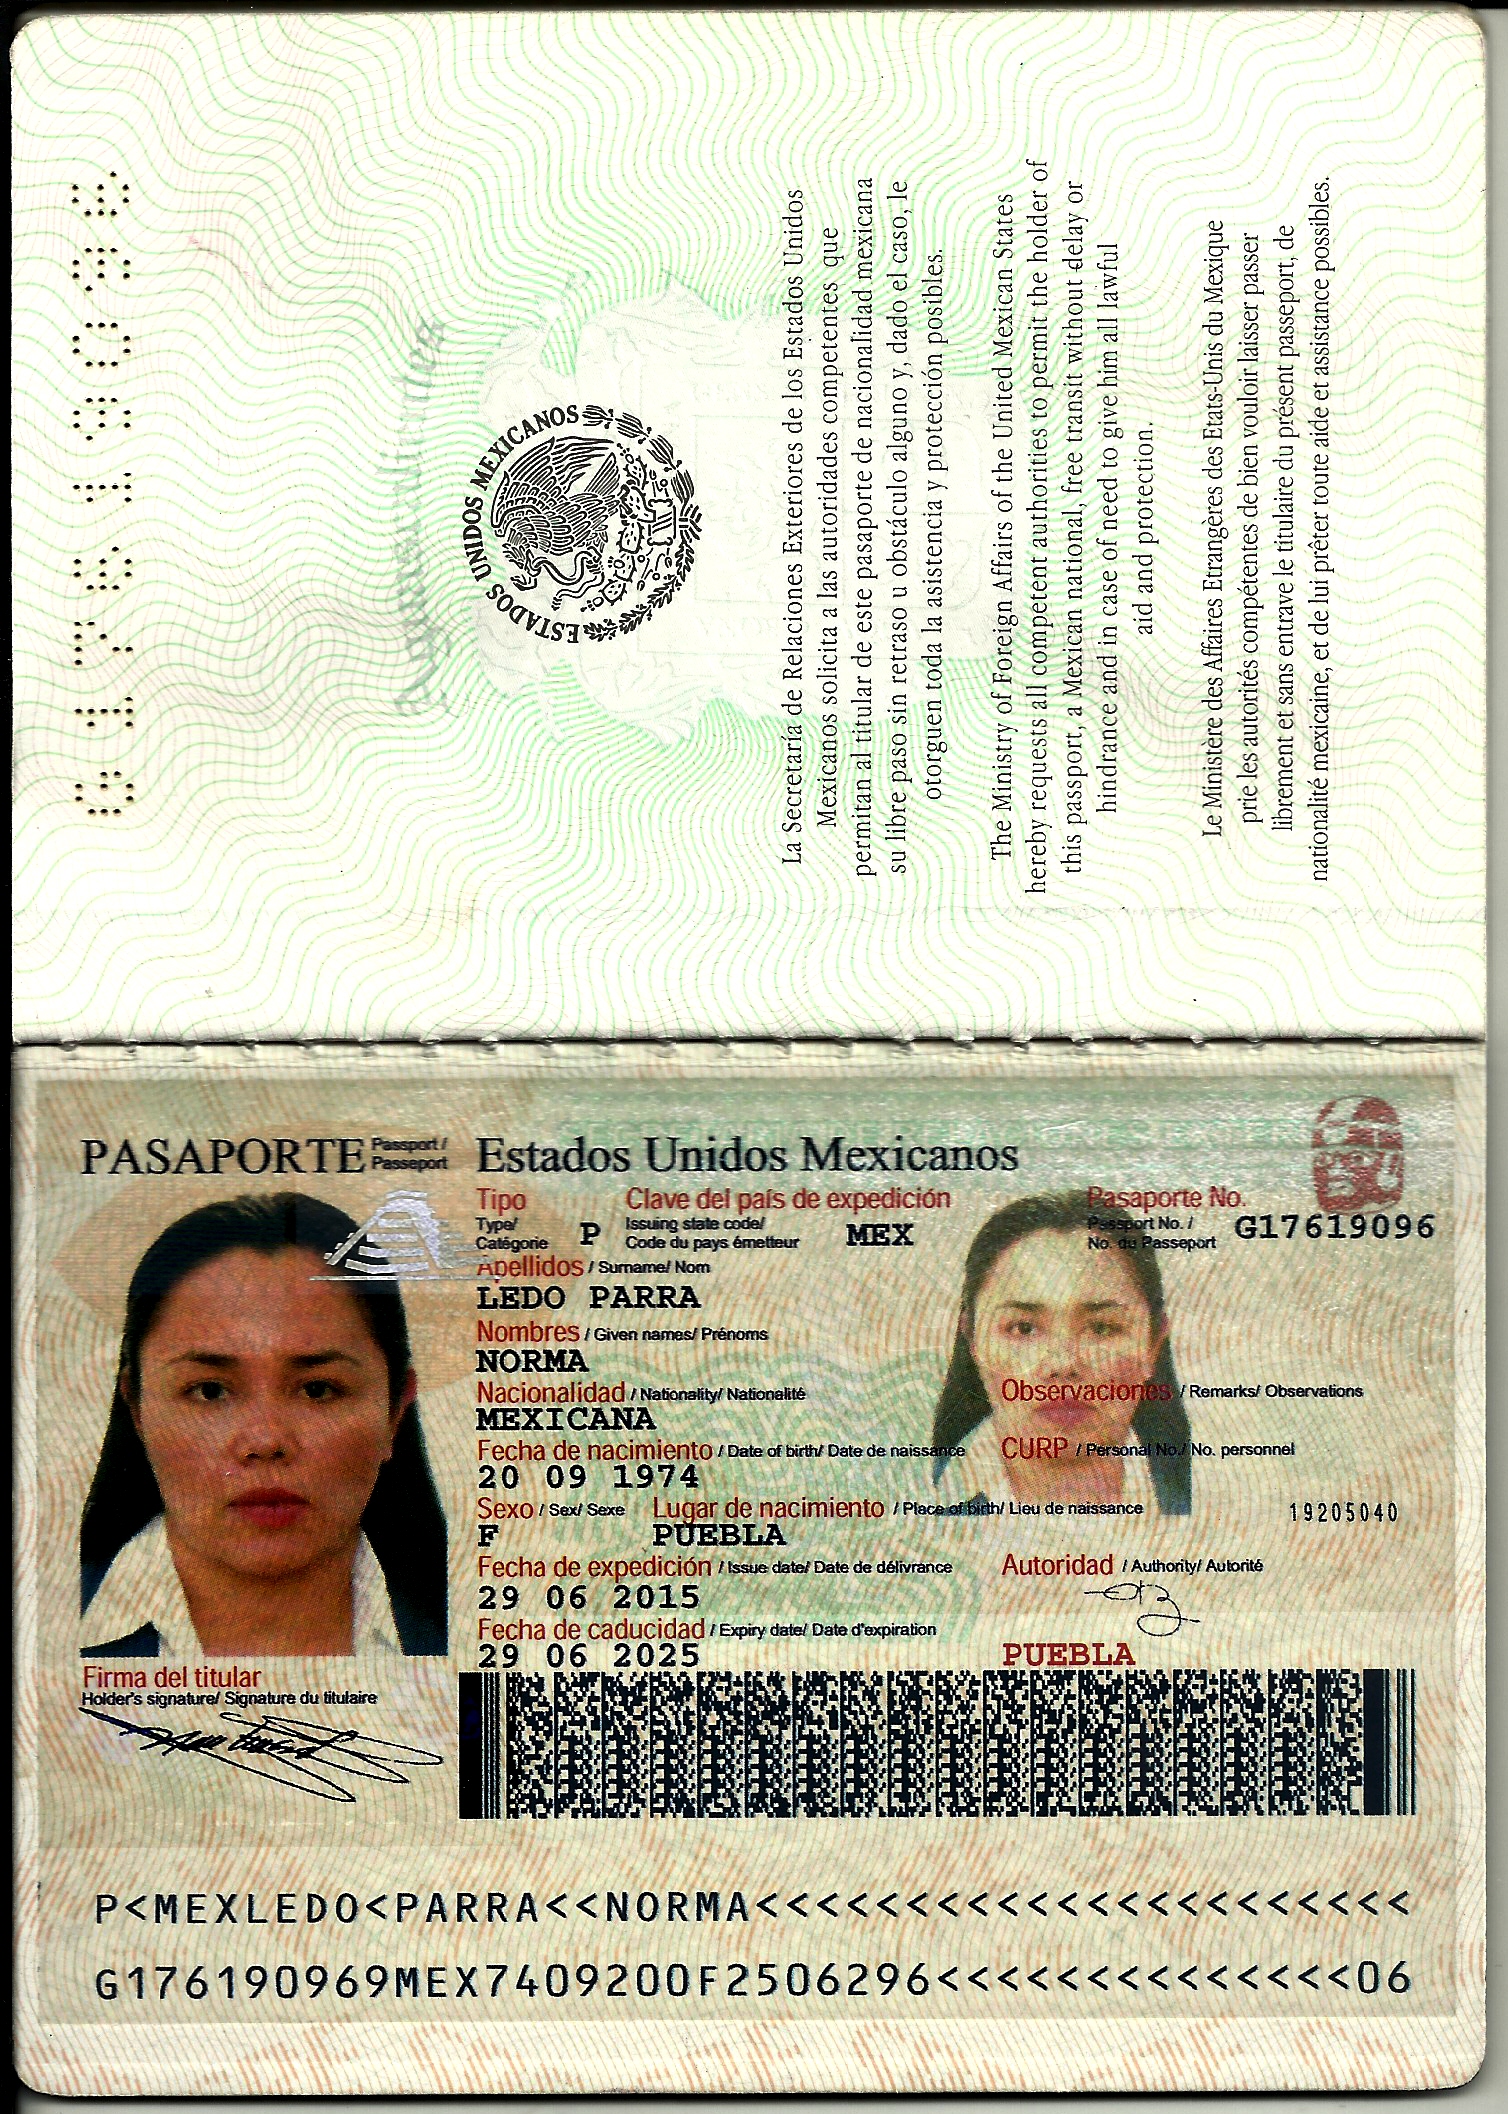 G17619096
Aguascalientes
ESTADOS UNIDOS MEXICANOS
La Secretaría de Relaciones Exteriores de los Estados Unidos
Mexicanos solicita a las autoridades competentes que
permitan al titular de este pasaporte de nacionalidad mexicana
su libre paso sin retraso u obstáculo alguno y, dado el caso, le
otorguen toda la asistencia y protección posibles.
The Ministry of Foreign Affairs of the United Mexican States
hereby requests all competent authorities to permit the holder of
this passport, a Mexican national, free transit without delay or
hindrance and in case of need to give him all lawful
aid and protection.
Le Ministère des Affaires Etrangères des Etats-Unis du Mexique
prie les autorités compétentes de bien vouloir laisser passer
librement et sans entrave le titulaire du présent passeport, de
nationalité mexicaine, et de lui prêter toute aide et assistance possibles.
PASAPORTE Passport / Passeport Estados Unidos Mexicanos
Tipo Clave del país de expedición Pasaporte No.
Type/ Catégorie P Issuing state code/ Code du pays émetteur MEX Passport No. / No. du Passeport G17619096
Apellidos / Surname/ Nom
LEDO PARRA
Nombres / Given names/ Prénoms
NORMA
Nacionalidad / Nationality/ Nationalité Observaciones / Remarks/ Observations
MEXICANA
Fecha de nacimiento / Date of birth/ Date de naissance CURP / Personal No./ No. personnel
20 09 1974
Sexo / Sex/ Sexe Lugar de nacimiento / Place of birth/ Lieu de naissance 19205040
F PUEBLA
Fecha de expedición / Issue date/ Date de délivrance Autoridad / Authority/ Autorité
29 06 2015
Fecha de caducidad / Expiry date/ Date d'expiration
29 06 2025 PUEBLA
Firma del titular
Holder's signature/ Signature du titulaire
P<MEXLEDO<PARRA<<NORMA<<<<<<<<<<<<<<<<<<<<<<
G176190969MEX7409200F2506296<<<<<<<<<<<<<<06